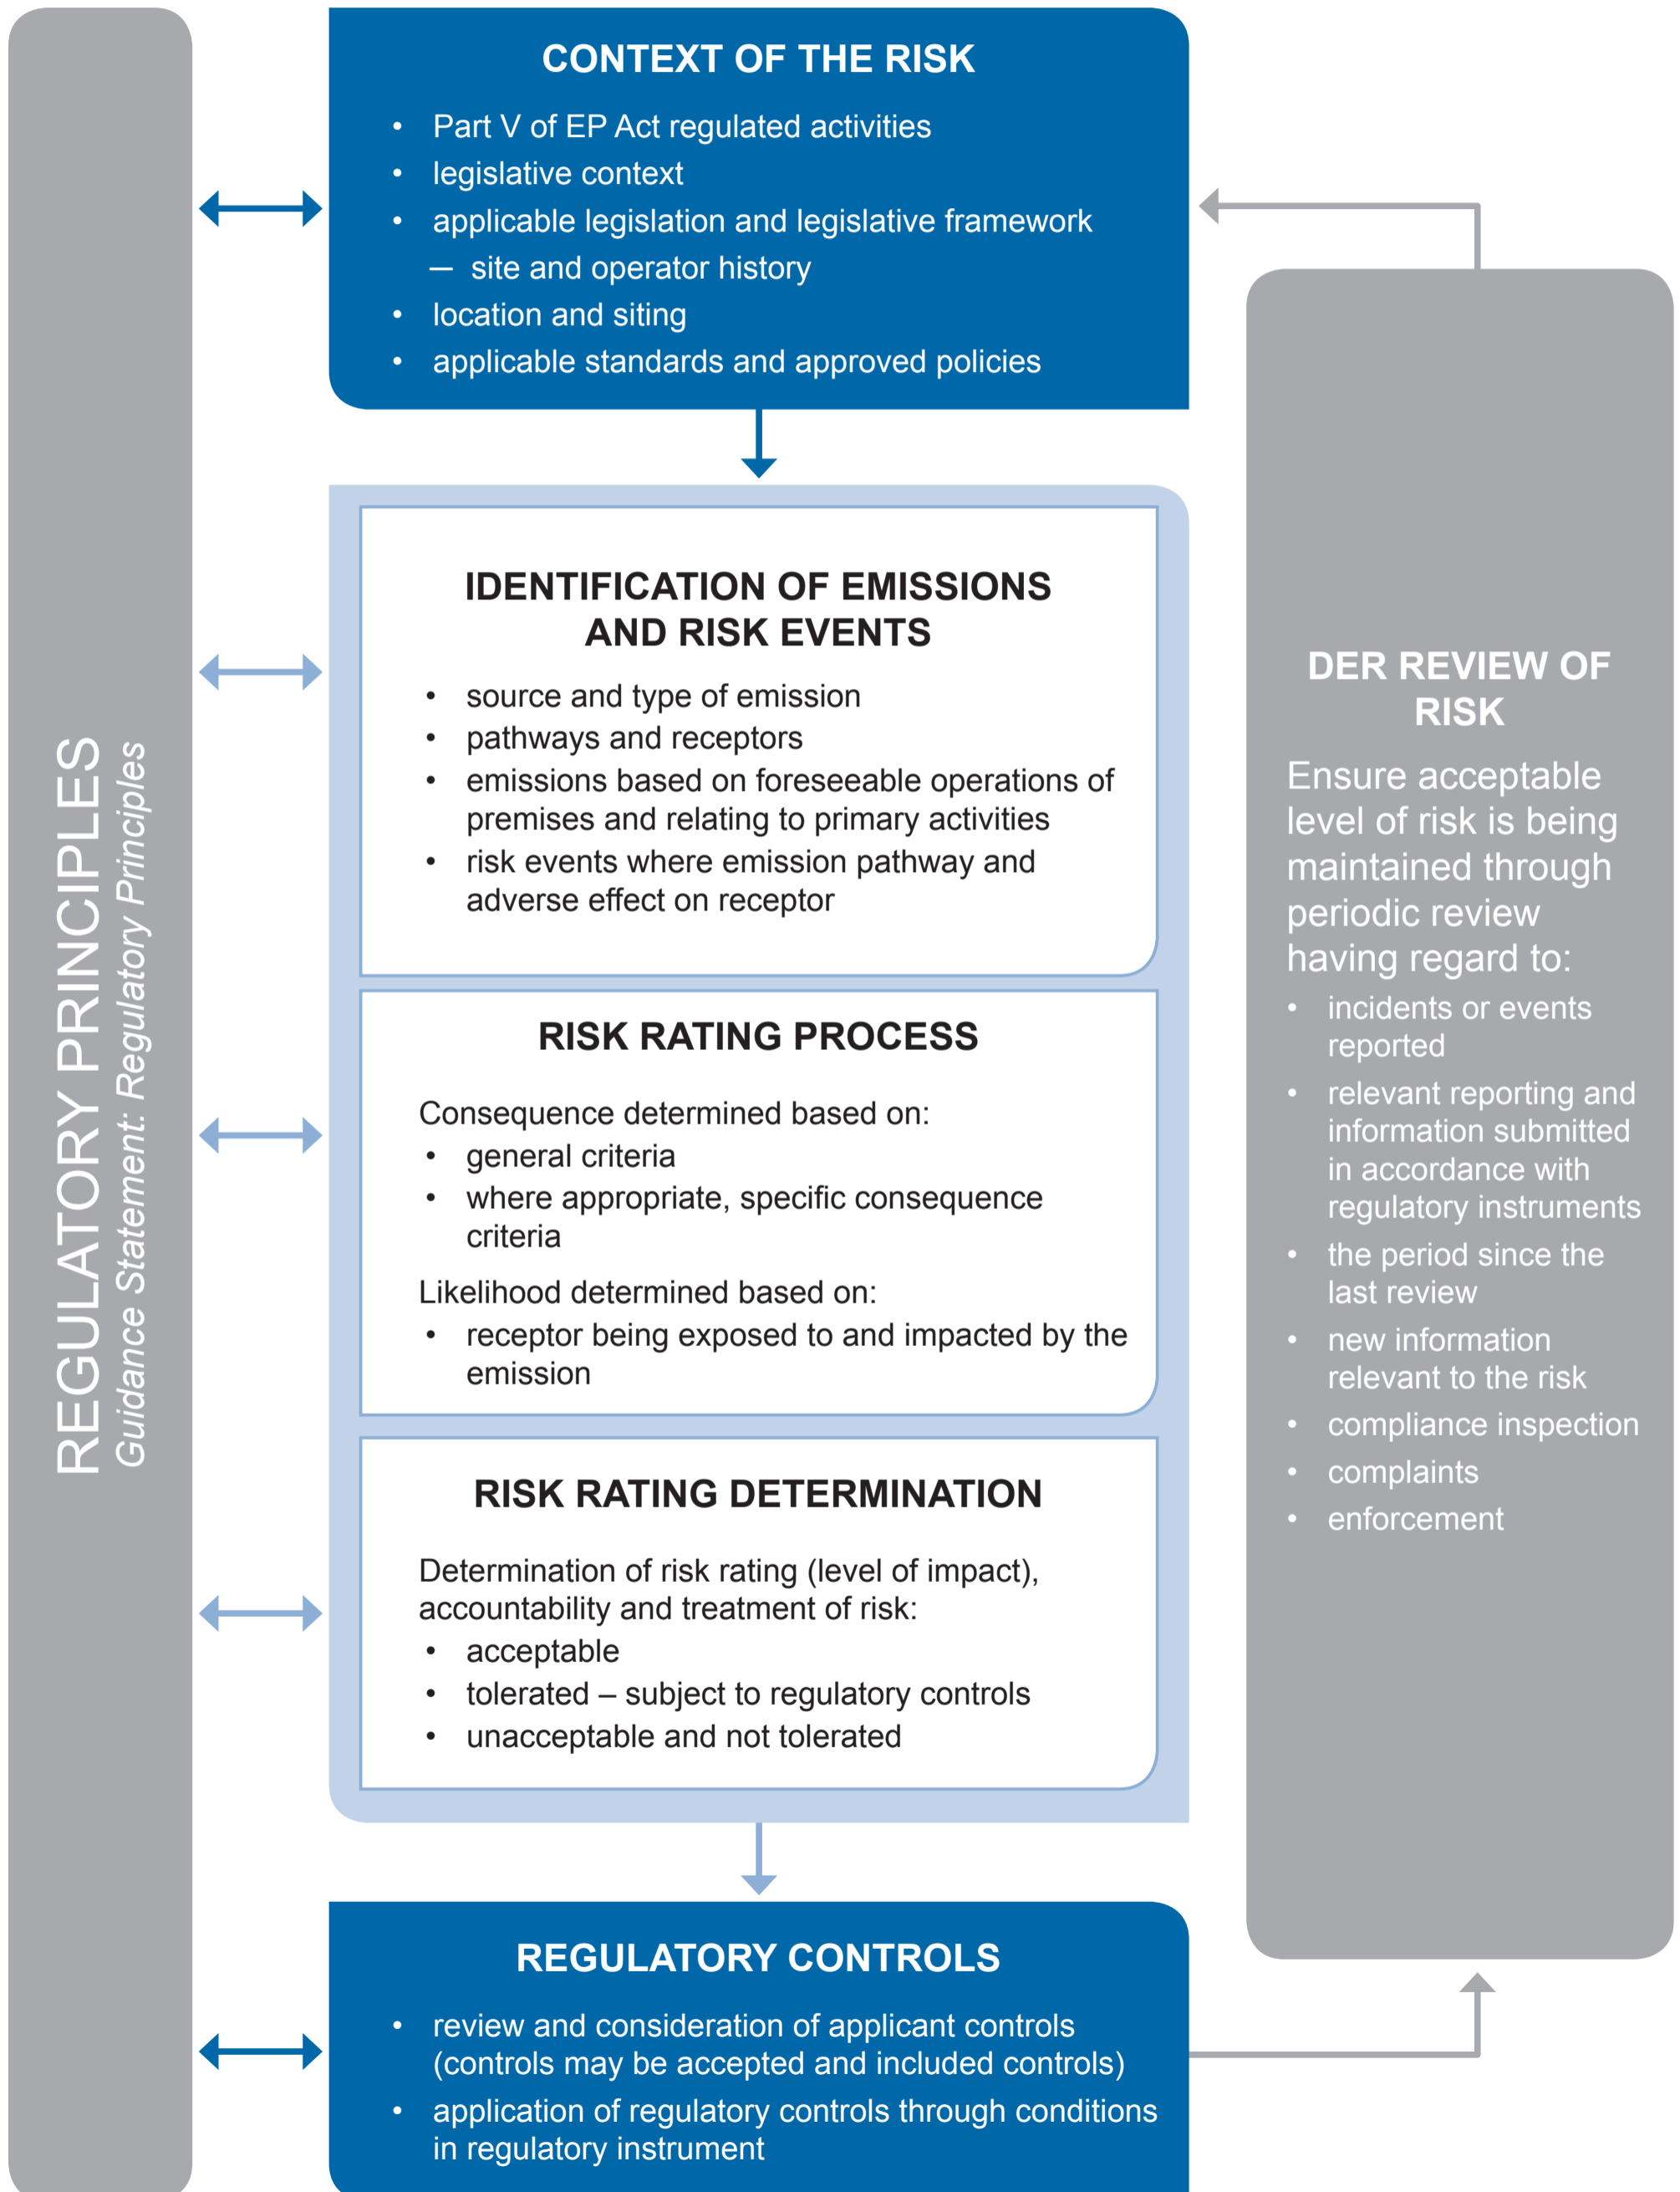 REGULATORY PRINCIPLES
Guidance Statement: Regulatory Principles
CONTEXT OF THE RISK
• Part V of EP Act regulated activities
• legislative context
• applicable legislation and legislative framework
— site and operator history
• location and siting
• applicable standards and approved policies
IDENTIFICATION OF EMISSIONS
AND RISK EVENTS
• source and type of emission
• pathways and receptors
• emissions based on foreseeable operations of
premises and relating to primary activities
• risk events where emission pathway and
adverse effect on receptor
RISK RATING PROCESS
Consequence determined based on:
• general criteria
• where appropriate, specific consequence
criteria
Likelihood determined based on:
• receptor being exposed to and impacted by the
emission
RISK RATING DETERMINATION
Determination of risk rating (level of impact),
accountability and treatment of risk:
• acceptable
• tolerated – subject to regulatory controls
• unacceptable and not tolerated
REGULATORY CONTROLS
• review and consideration of applicant controls
(controls may be accepted and included controls)
• application of regulatory controls through conditions
in regulatory instrument
DER REVIEW OF
RISK
Ensure acceptable
level of risk is being
maintained through
periodic review
having regard to:
• incidents or events
reported
• relevant reporting and
information submitted
in accordance with
regulatory instruments
• the period since the
last review
• new information
relevant to the risk
• compliance inspection
• complaints
• enforcement